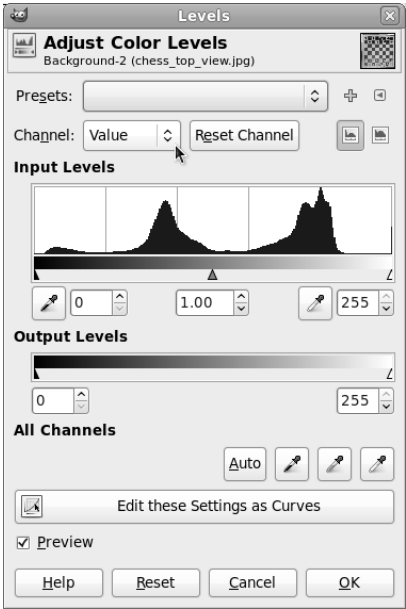 Levels
Adjust Color Levels
Background-2 (chess_top_view.jpg)
Presets:
Channel: Value Reset Channel
Input Levels
0 1.00 255
Output Levels
0 255
All Channels
Auto
Edit these Settings as Curves
Preview
Help Reset Cancel OK